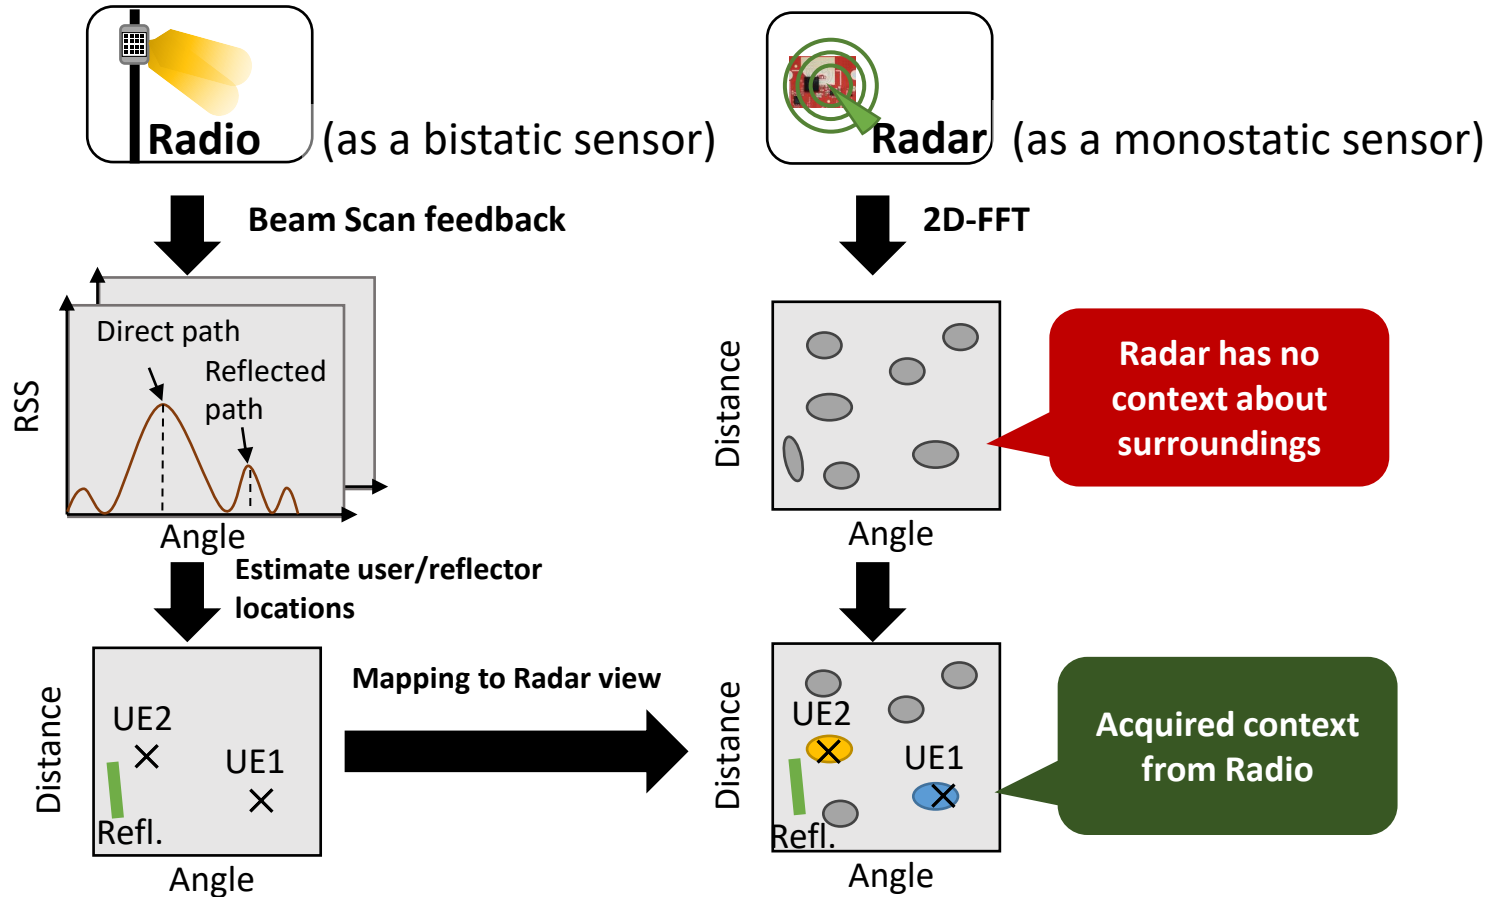 Radio (as a bistatic sensor)
Radar (as a monostatic sensor)
Beam Scan feedback
2D-FFT
Direct path
Reflected
path
RSS
Angle
Distance
Angle
Radar has no
context about
surroundings
Estimate user/reflector
locations
Distance
UE2
UE1
Refl.
Angle
Mapping to Radar view
Distance
UE2
UE1
Refl.
Angle
Acquired context
from Radio